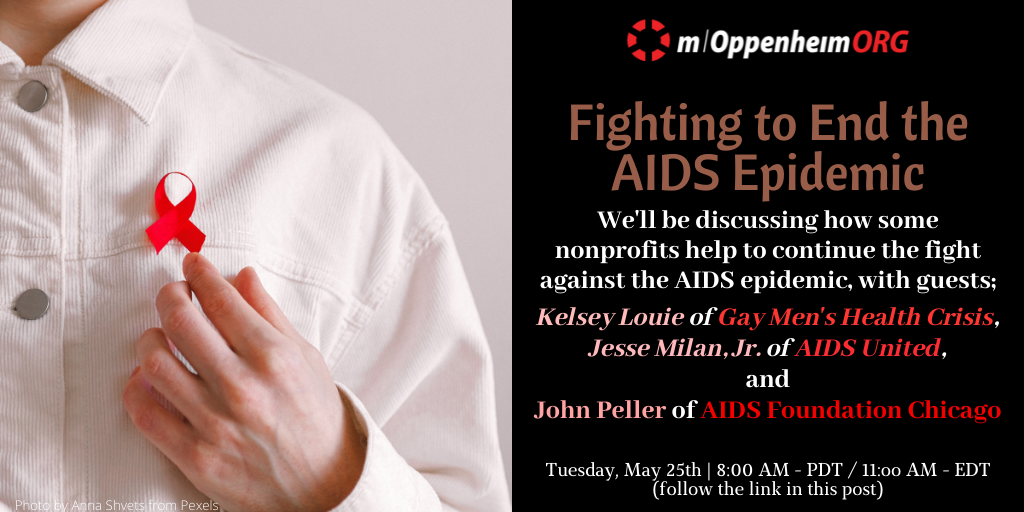 m|OppenheimORG
Fighting to End the
AIDS Epidemic
We'll be discussing how some
nonprofits help to continue the fight
against the AIDS epidemic, with guests;
Kelsey Louie of Gay Men's Health Crisis,
Jesse Milan, Jr. of AIDS United,
and
John Peller of AIDS Foundation Chicago
Tuesday, May 25th | 8:00 AM - PDT / 11:00 AM - EDT
(follow the link in this post)
Photo by Anna Shvets from Pexels